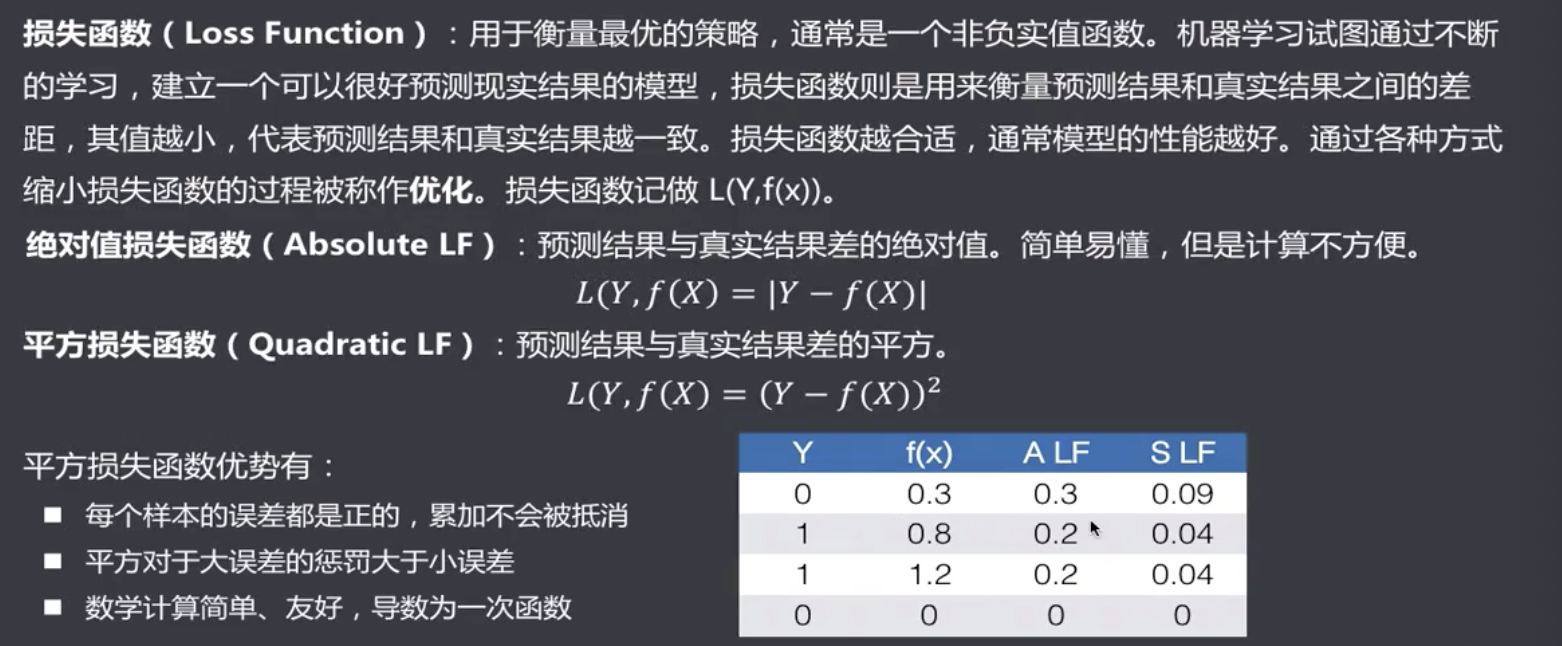 损失函数（Loss Function）：用于衡量最优的策略，通常是一个非负实值函数。机器学习试图通过不断
的学习，建立一个可以很好预测现实结果的模型，损失函数则是用来衡量预测结果和真实结果之间的差
距，其值越小，代表预测结果和真实结果越一致。损失函数越合适，通常模型的性能越好。通过各种方式
缩小损失函数的过程被称作优化。损失函数记做 L(Y,f(x))。
绝对值损失函数（Absolute LF）：预测结果与真实结果差的绝对值。简单易懂，但是计算不方便。
L(Y, f(X) = |Y − f(X)|
平方损失函数（Quadratic LF）：预测结果与真实结果差的平方。
L(Y, f(X) = (Y − f(X))²
平方损失函数优势有：
■ 每个样本的误差都是正的，累加不会被抵消
■ 平方对于大误差的惩罚大于小误差
■ 数学计算简单、友好，导数为一次函数
Y f(x) A LF S LF
0 0.3 0.3 0.09
1 0.8 0.2 0.04
1 1.2 0.2 0.04
0 0 0 0